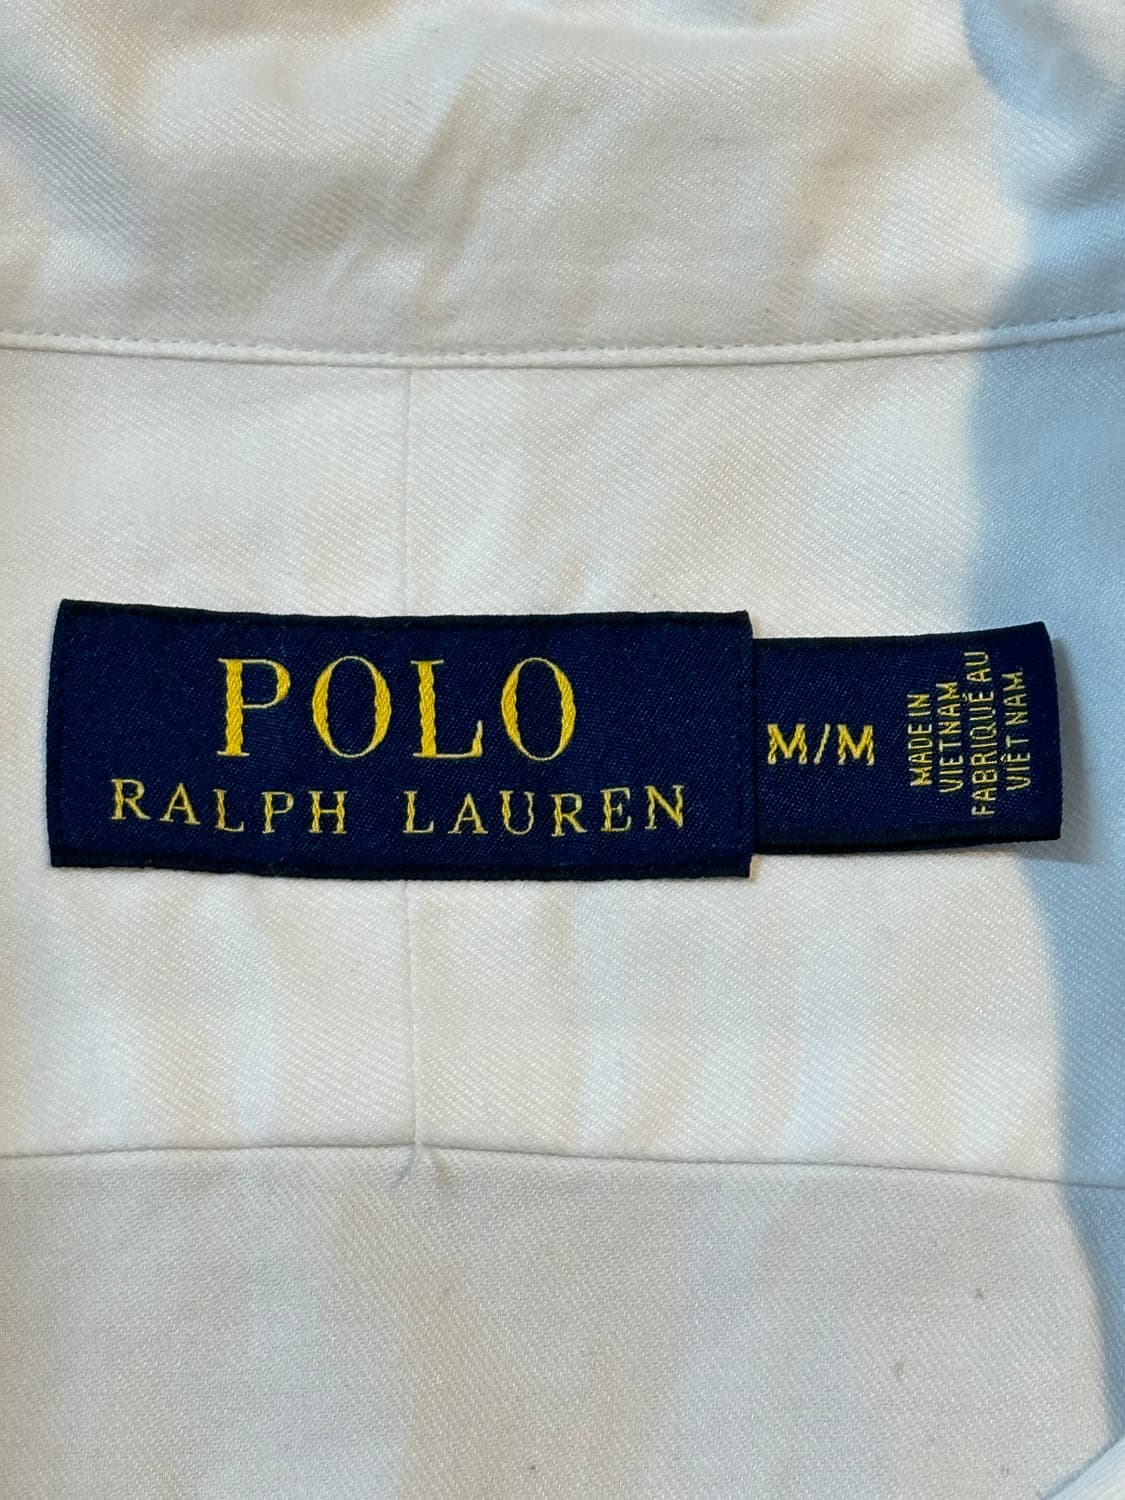 POLO
RALPH LAUREN
M/M
MADE IN
VIETNAM
FABRIQUÉ AU
VIÊT NAM